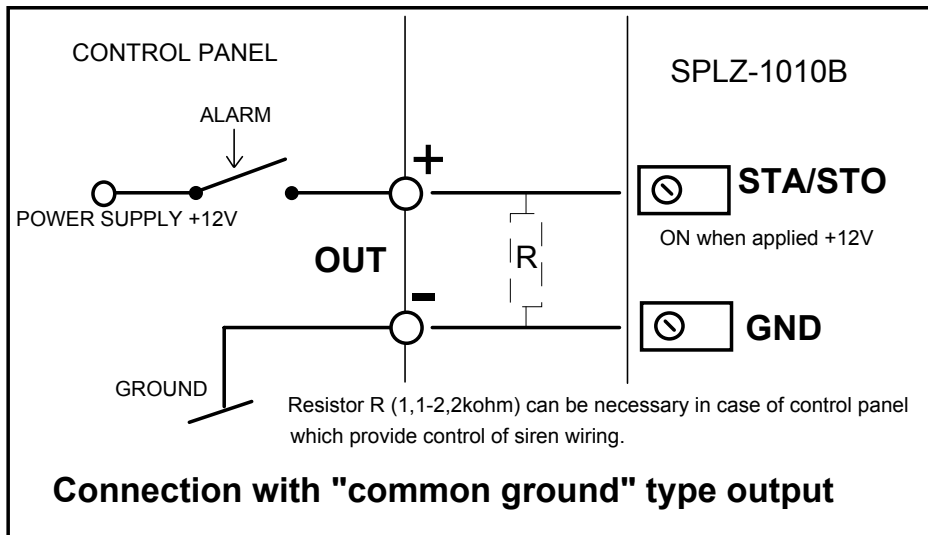 CONTROL PANEL
SPLZ-1010B
ALARM
+
STA/STO
POWER SUPPLY +12V
ON when applied +12V
OUT
R
-
GND
GROUND
Resistor R (1,1-2,2kohm) can be necessary in case of control panel
which provide control of siren wiring.
Connection with "common ground" type output